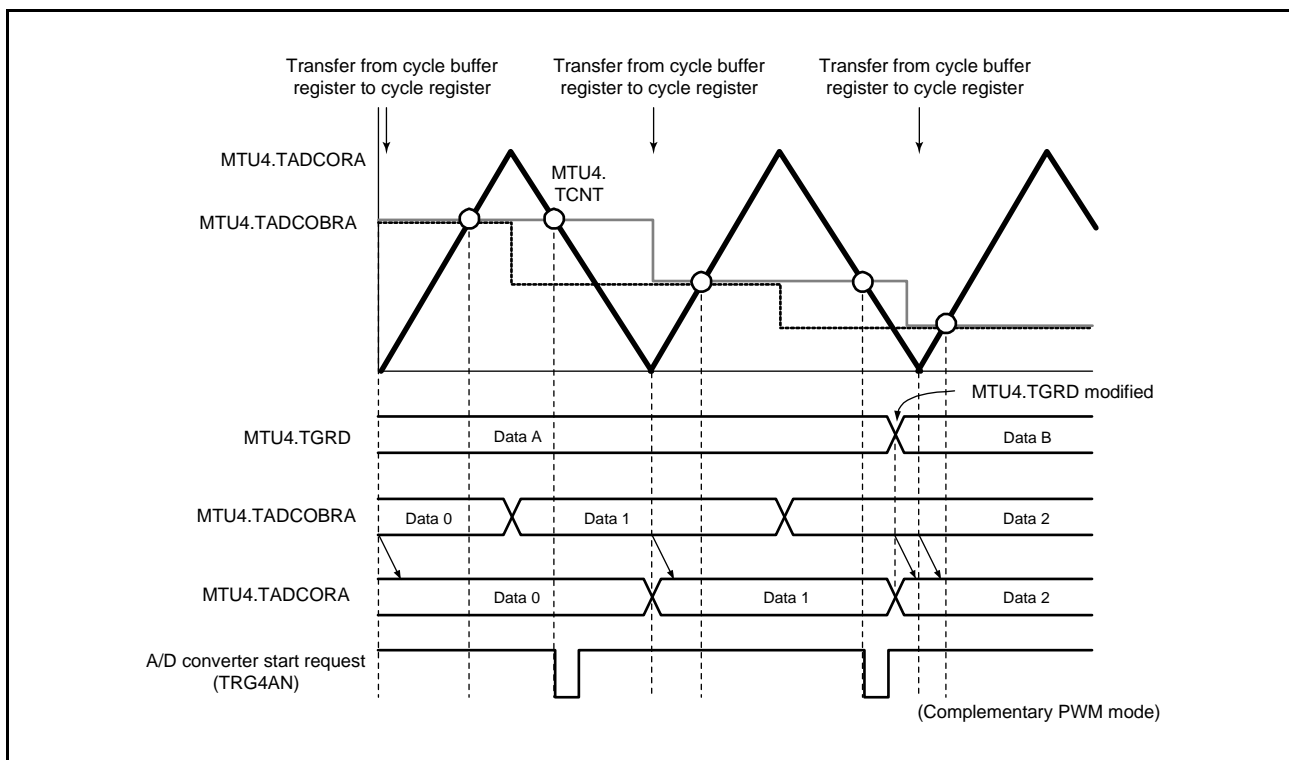 Transfer from cycle buffer
register to cycle register
Transfer from cycle buffer
register to cycle register
Transfer from cycle buffer
register to cycle register
MTU4.TADCORA
MTU4.
TCNT
MTU4.TADCOBRA
MTU4.TGRD modified
MTU4.TGRD
Data A
Data B
MTU4.TADCOBRA
Data 0
Data 1
Data 2
MTU4.TADCORA
Data 0
Data 1
Data 2
A/D converter start request
(TRG4AN)
(Complementary PWM mode)